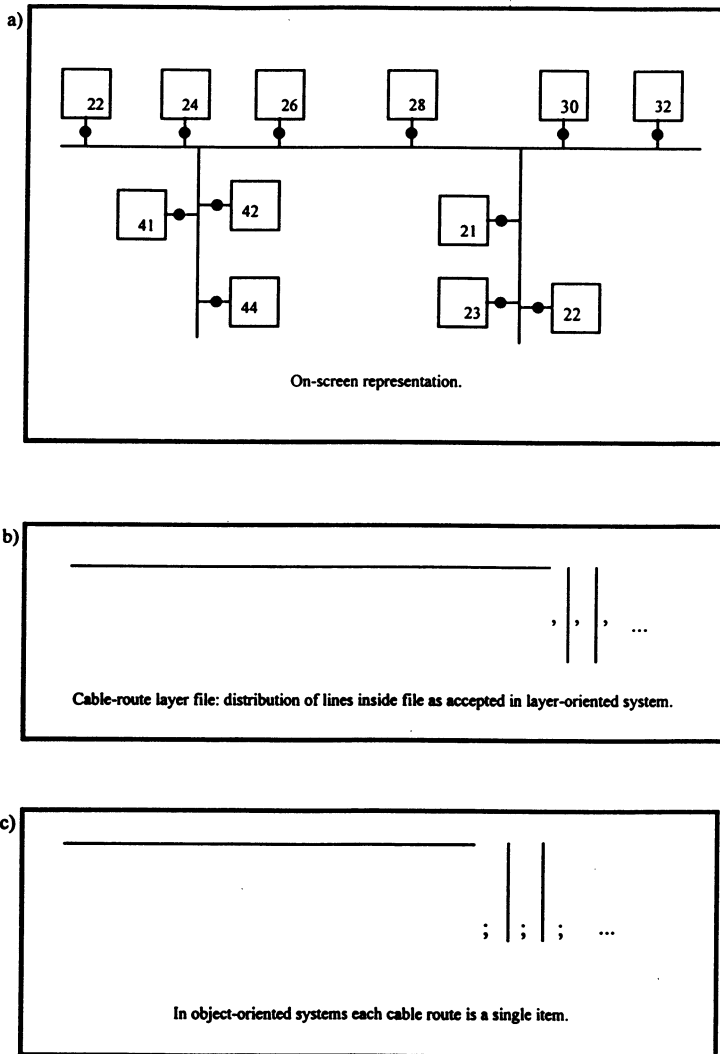 a)
22 24 26 28 30 32
41 42 21
44 23 22
On-screen representation.
b)
, , , ...
Cable-route layer file: distribution of lines inside file as accepted in layer-oriented system.
c)
; ; ; ...
In object-oriented systems each cable route is a single item.